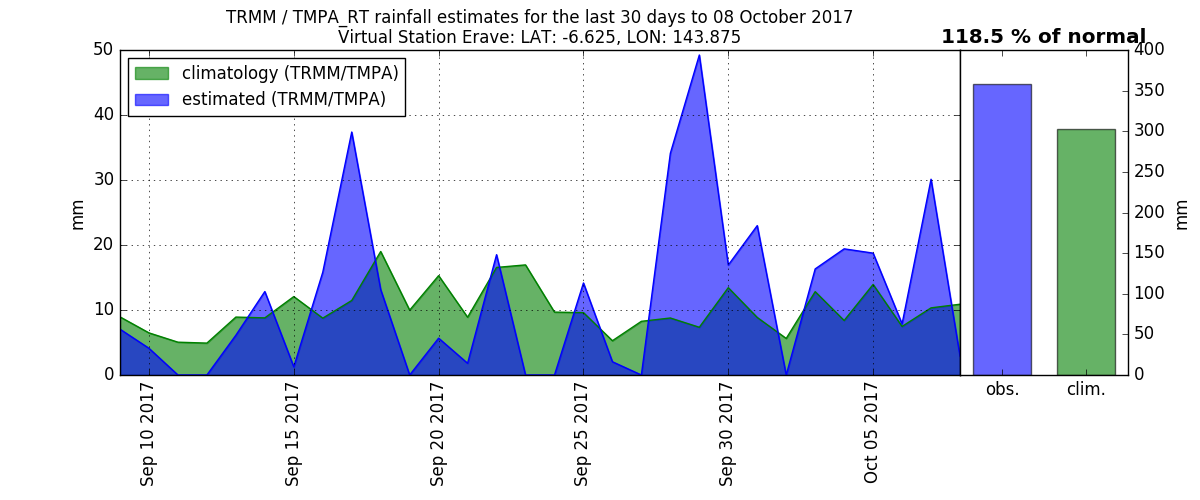 TRMM / TMPA_RT rainfall estimates for the last 30 days to 08 October 2017
Virtual Station Erave: LAT: -6.625, LON: 143.875
118.5 % of normal
climatology (TRMM/TMPA)
estimated (TRMM/TMPA)
50
40
30
20
10
0
mm
Sep 10 2017
Sep 15 2017
Sep 20 2017
Sep 25 2017
Sep 30 2017
Oct 05 2017
obs.
clim.
400
350
300
250
200
150
100
50
0
mm